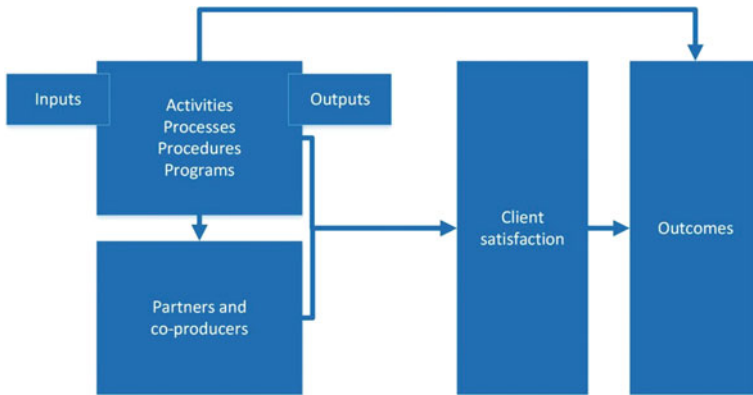 Inputs
Activities
Processes
Procedures
Programs
Outputs
Partners and
co-producers
Client
satisfaction
Outcomes